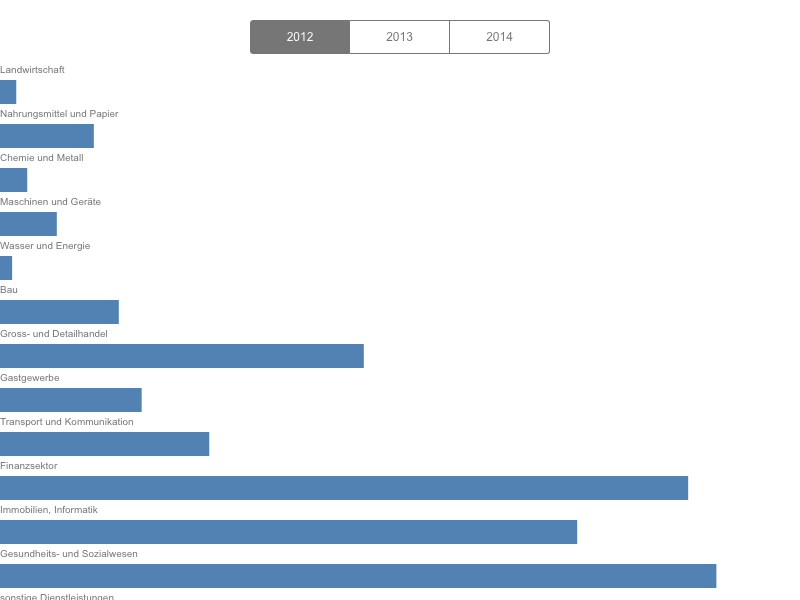 2012 2013 2014
Landwirtschaft
Nahrungsmittel und Papier
Chemie und Metall
Maschinen und Geräte
Wasser und Energie
Bau
Gross- und Detailhandel
Gastgewerbe
Transport und Kommunikation
Finanzsektor
Immobilien, Informatik
Gesundheits- und Sozialwesen
sonstige Dienstleistungen